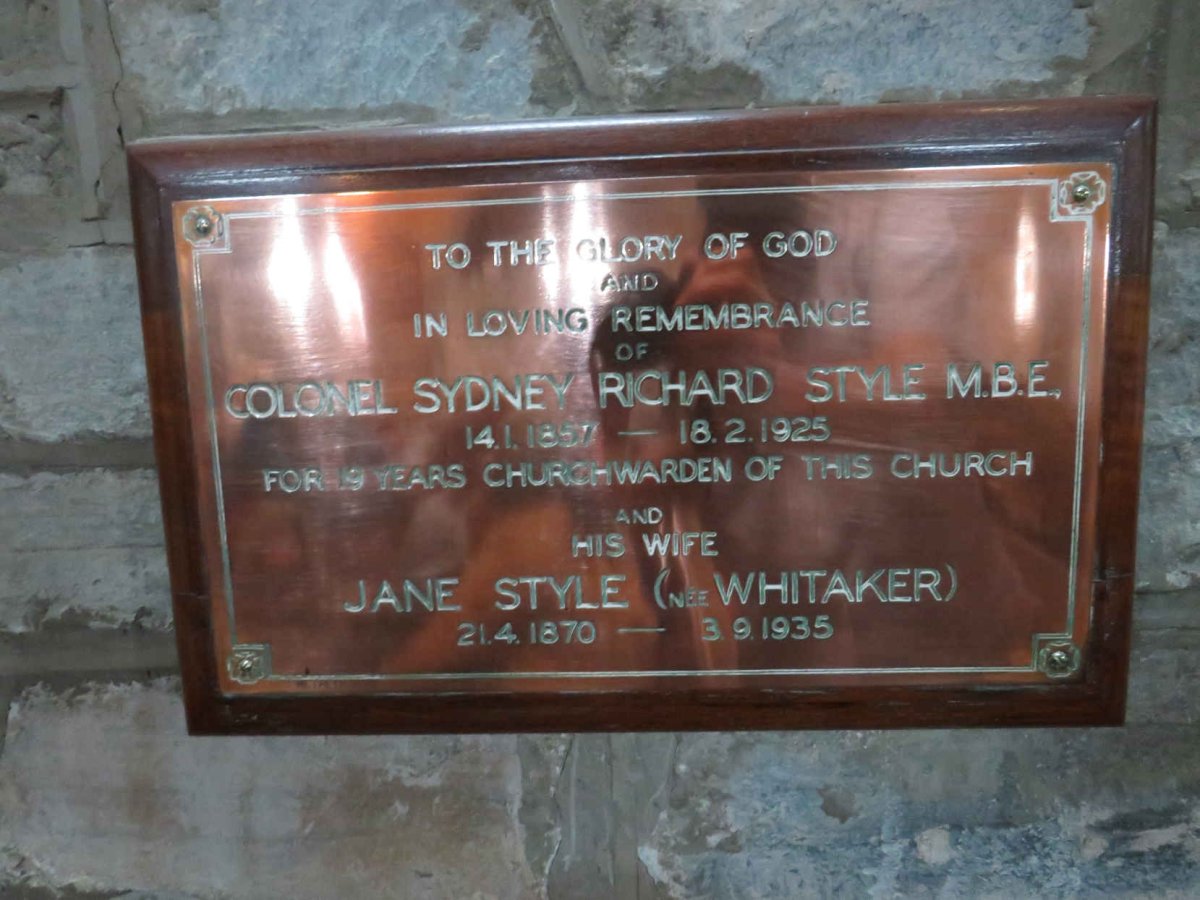 TO THE GLORY OF GOD
AND
IN LOVING REMEMBRANCE
OF
COLONEL SYDNEY RICHARD STYLE M.B.E.,
14.1.1857 — 18.2.1925
FOR 19 YEARS CHURCHWARDEN OF THIS CHURCH
AND
HIS WIFE
JANE STYLE (NÉE WHITAKER)
21.4.1870 — 3.9.1935